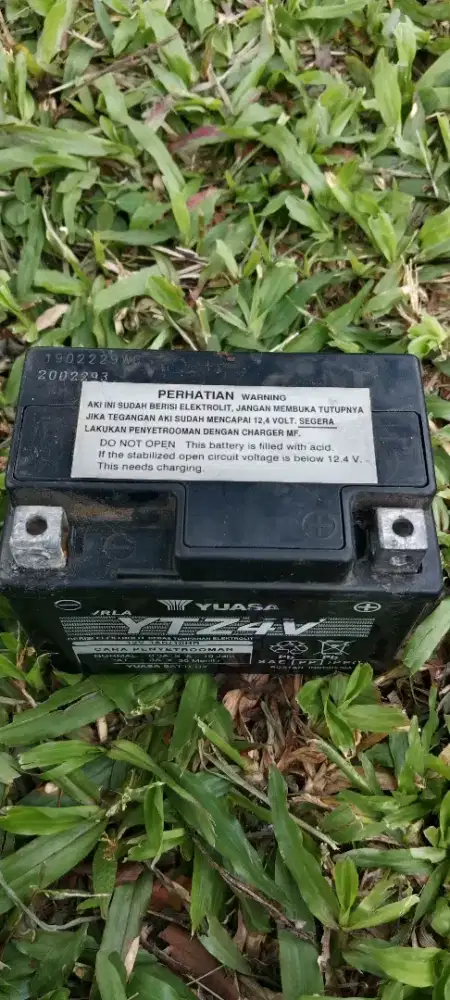 2002293
PERHATIAN WARNING
AKI INI SUDAH BERISI ELEKTROLIT, JANGAN MEMBUKA TUTUPNYA
JIKA TEGANGAN AKI SUDAH MENCAPAI 12,4 VOLT. SEGERA
LAKUKAN PENYETROOMAN DENGAN CHARGER MF.
DO NOT OPEN This battery is filled with acid.
If the stabilized open circuit voltage is below 12.4 V.
This needs charging.
YUASA
YTZ4V
CARA PENYETROOMAN
YUASA BATTERY